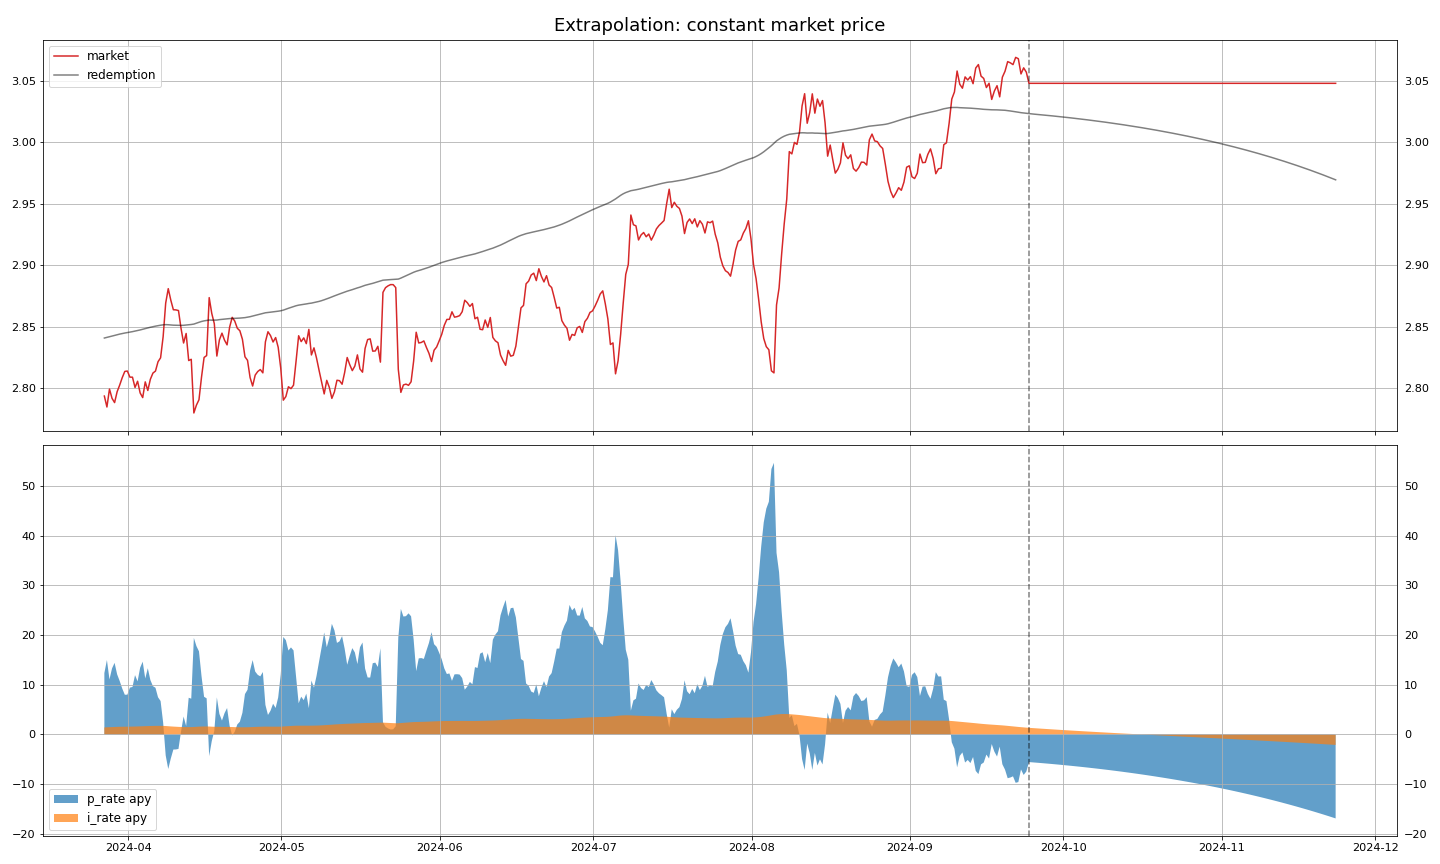 Extrapolation: constant market price
market
redemption
3.05 3.05
3.00 3.00
2.95 2.95
2.90 2.90
2.85 2.85
2.80 2.80
50 50
40 40
30 30
20 20
10 10
0 0
−10 −10
−20 −20
p_rate apy
i_rate apy
2024-04 2024-05 2024-06 2024-07 2024-08 2024-09 2024-10 2024-11 2024-12